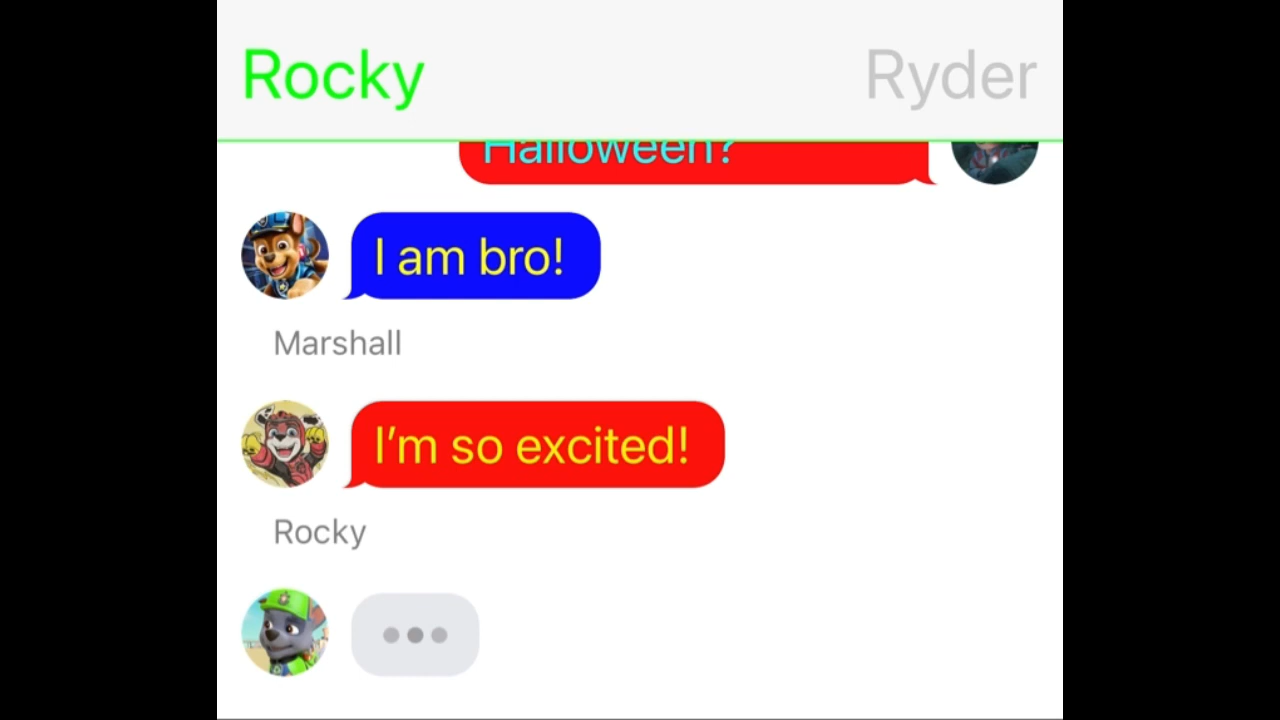 Rocky
Ryder
Halloween?
I am bro!
Marshall
I'm so excited!
Rocky